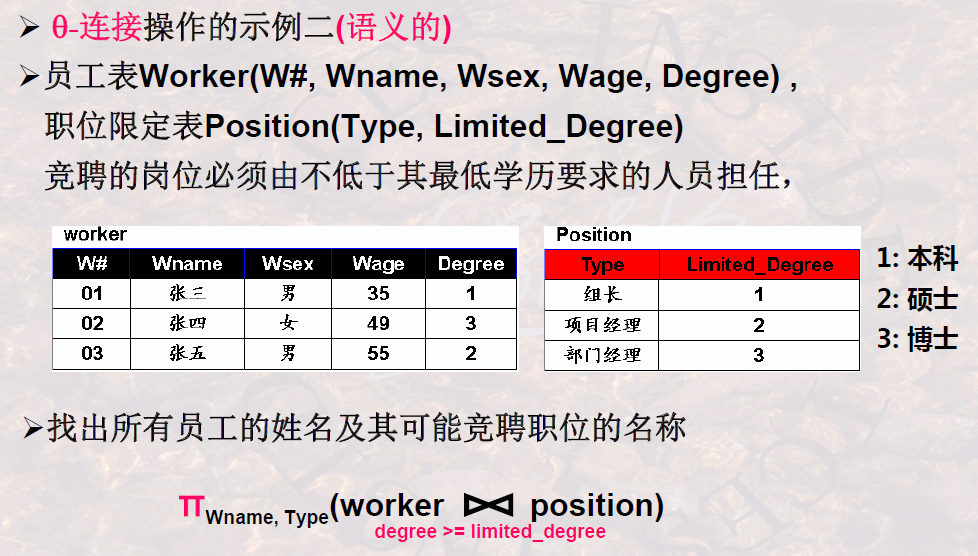 ➢ θ-连接操作的示例二(语义的)
➢员工表Worker(W#, Wname, Wsex, Wage, Degree) ,
职位限定表Position(Type, Limited_Degree)
竞聘的岗位必须由不低于其最低学历要求的人员担任，
worker
W# Wname Wsex Wage Degree
01 张三 男 35 1
02 张四 女 49 3
03 张五 男 55 2
Position
Type Limited_Degree
组长 1
项目经理 2
部门经理 3
1: 本科
2: 硕士
3: 博士
➢找出所有员工的姓名及其可能竞聘职位的名称
π Wname, Type(worker ⋈ position)
degree >= limited_degree